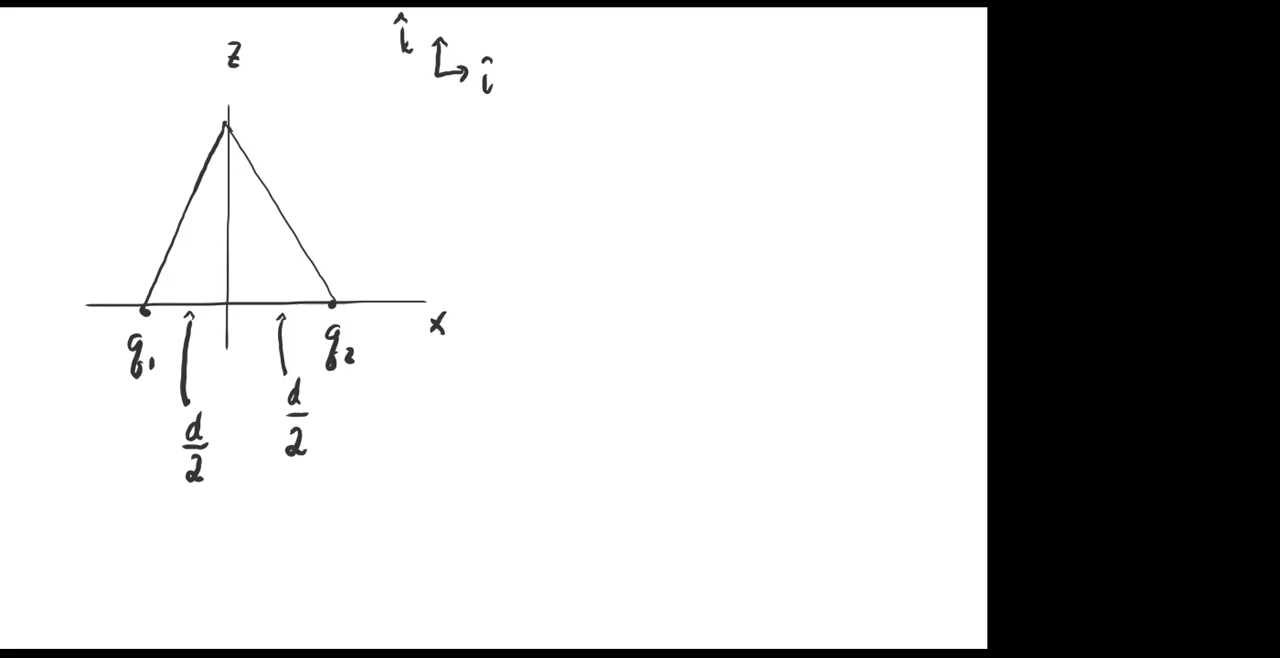 z
k̂
î
x
q₁
q₂
d/2
d/2